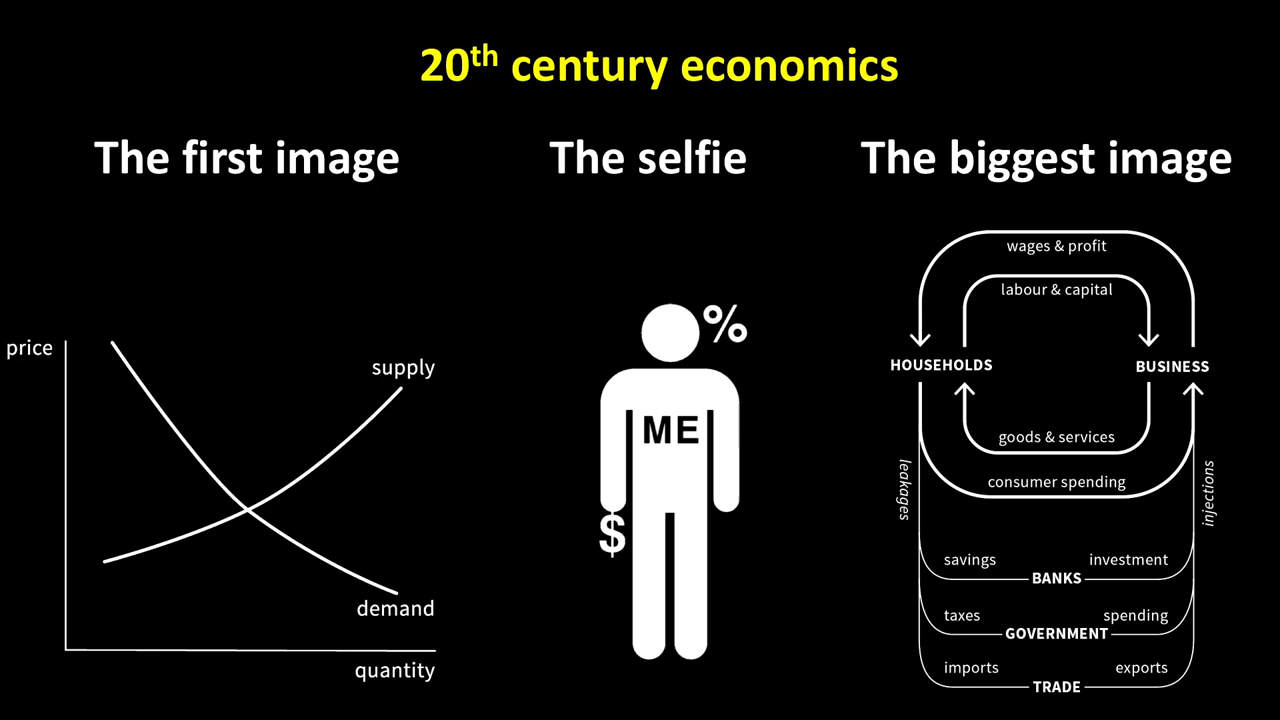 20th century economics
The first image
The selfie
The biggest image
price
supply
demand
quantity
%
ME
$
wages & profit
labour & capital
HOUSEHOLDS
BUSINESS
goods & services
consumer spending
leakages
injections
savings
investment
BANKS
taxes
spending
GOVERNMENT
imports
exports
TRADE